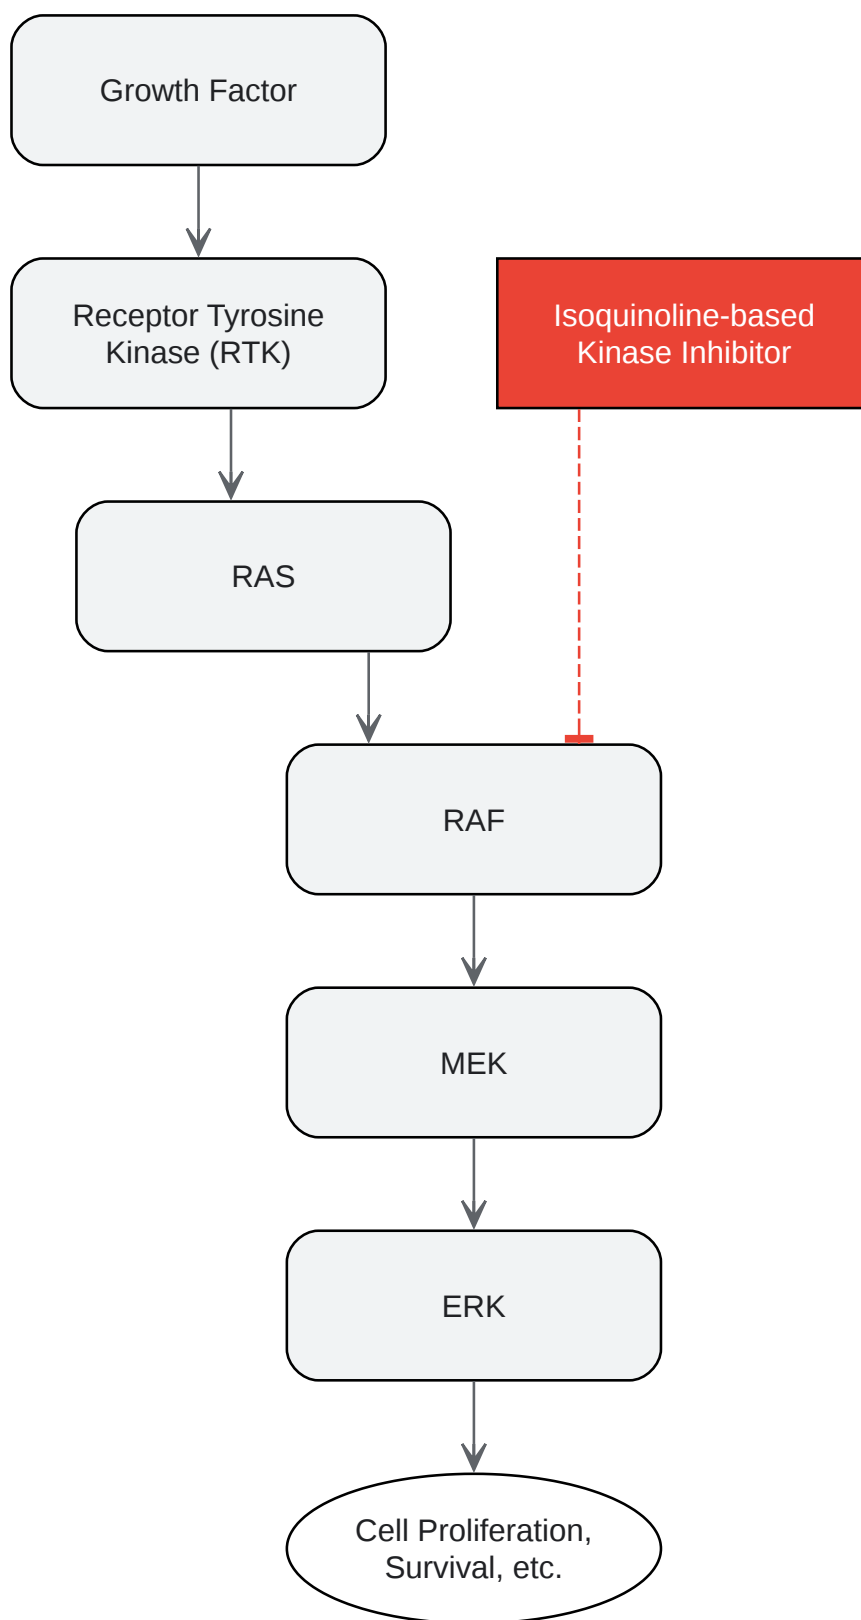 Growth Factor
Receptor Tyrosine
Kinase (RTK)
Isoquinoline-based
Kinase Inhibitor
RAS
RAF
MEK
ERK
Cell Proliferation,
Survival, etc.